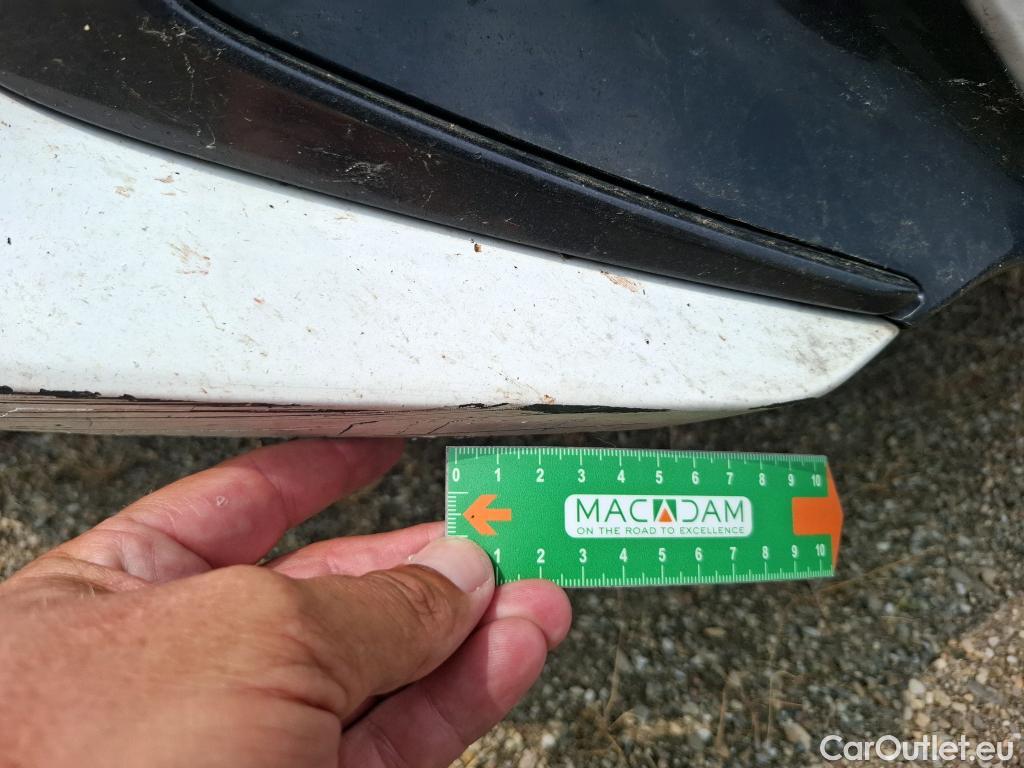 0 1 2 3 4 5 6 7 8 9 10
MACADAM
ON THE ROAD TO EXCELLENCE
1 2 3 4 5 6 7 8 9 10
CarOutlet.eu